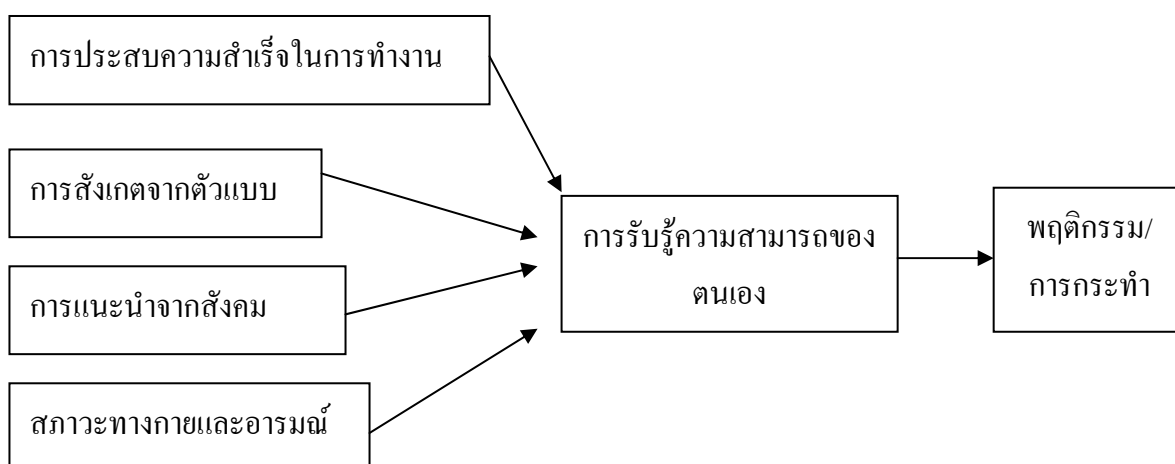 การประสบความสำเร็จในการทำงาน
การสังเกตจากตัวแบบ
การแนะนำจากสังคม
สภาวะทางกายและอารมณ์
การรับรู้ความสามารถของ
ตนเอง
พฤติกรรม/
การกระทำ